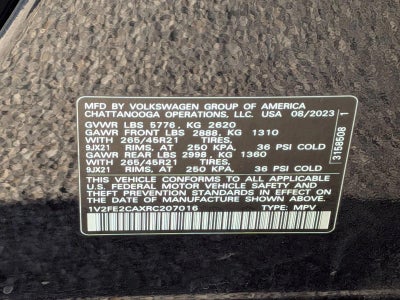 MFD BY VOLKSWAGEN GROUP OF AMERICA
CHATTANOOGA OPERATIONS, LLC. USA 08/2023
GVWR LBS 5776, KG 2620
GAWR FRONT LBS 2888, KG 1310
WITH 265/45R21 TIRES,
9JX21 RIMS, AT 250 KPA, 36 PSI COLD
GAWR REAR LBS 2998, KG 1360
WITH 265/45R21 TIRES,
9JX21 RIMS, AT 250 KPA, 36 PSI COLD
THIS VEHICLE CONFORMS TO ALL APPLICABLE
U.S. FEDERAL MOTOR VEHICLE SAFETY AND
THEFT PREVENTION STANDARDS IN EFFECT ON
THE DATE OF MANUFACTURE SHOWN ABOVE.
1V2FE2CAXRC207016 TYPE: MPV
3158508 1